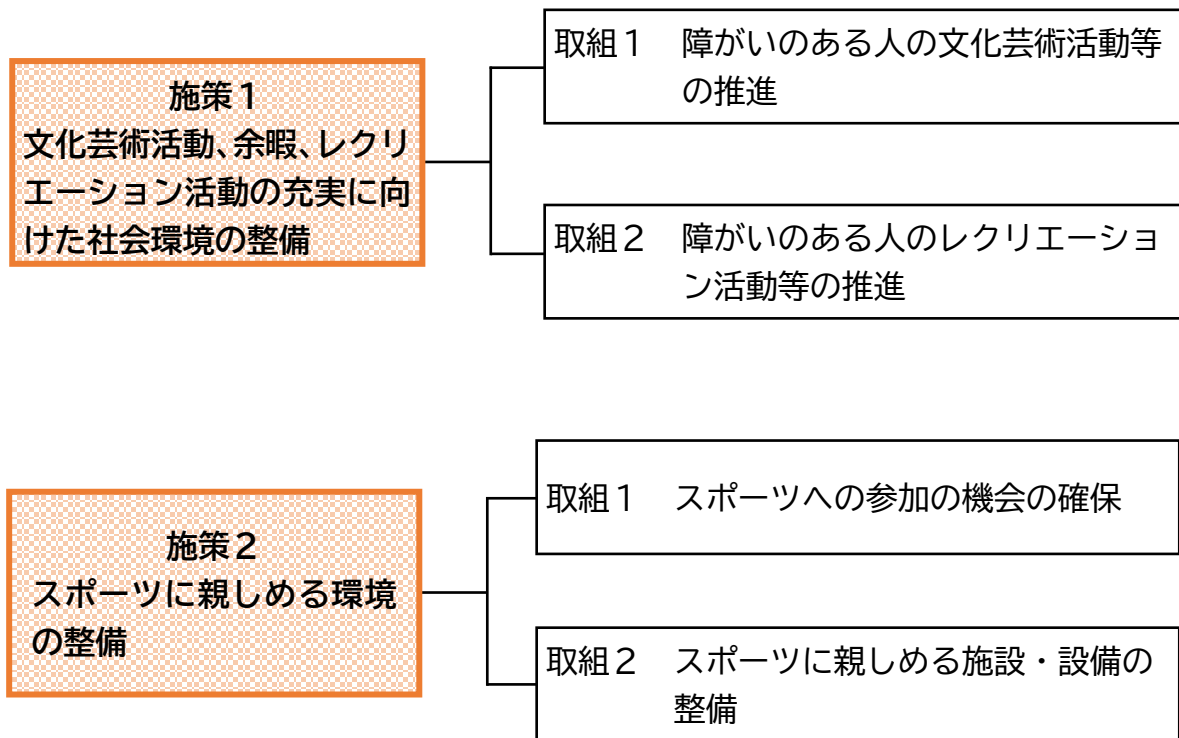 施策１
文化芸術活動、余暇、レクリ
エーション活動の充実に向
けた社会環境の整備
取組１　障がいのある人の文化芸術活動等
の推進
取組２　障がいのある人のレクリエーショ
ン活動等の推進
施策２
スポーツに親しめる環境
の整備
取組１　スポーツへの参加の機会の確保
取組２　スポーツに親しめる施設・設備の
整備